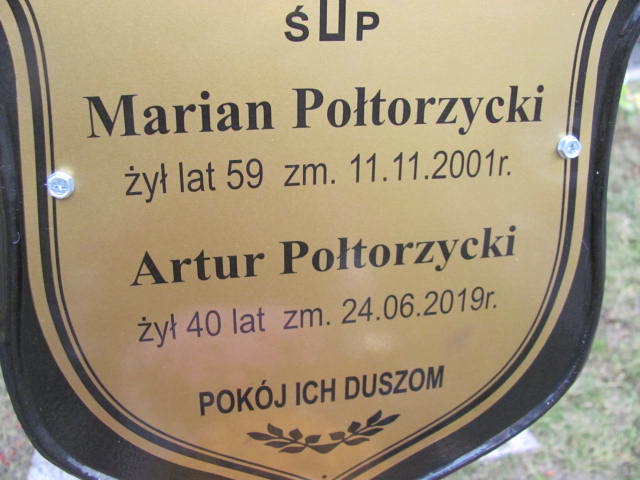 Ś P
Marian Połtorzycki
żył lat 59 zm. 11.11.2001r.
Artur Połtorzycki
żył 40 lat zm. 24.06.2019r.
POKÓJ ICH DUSZOM